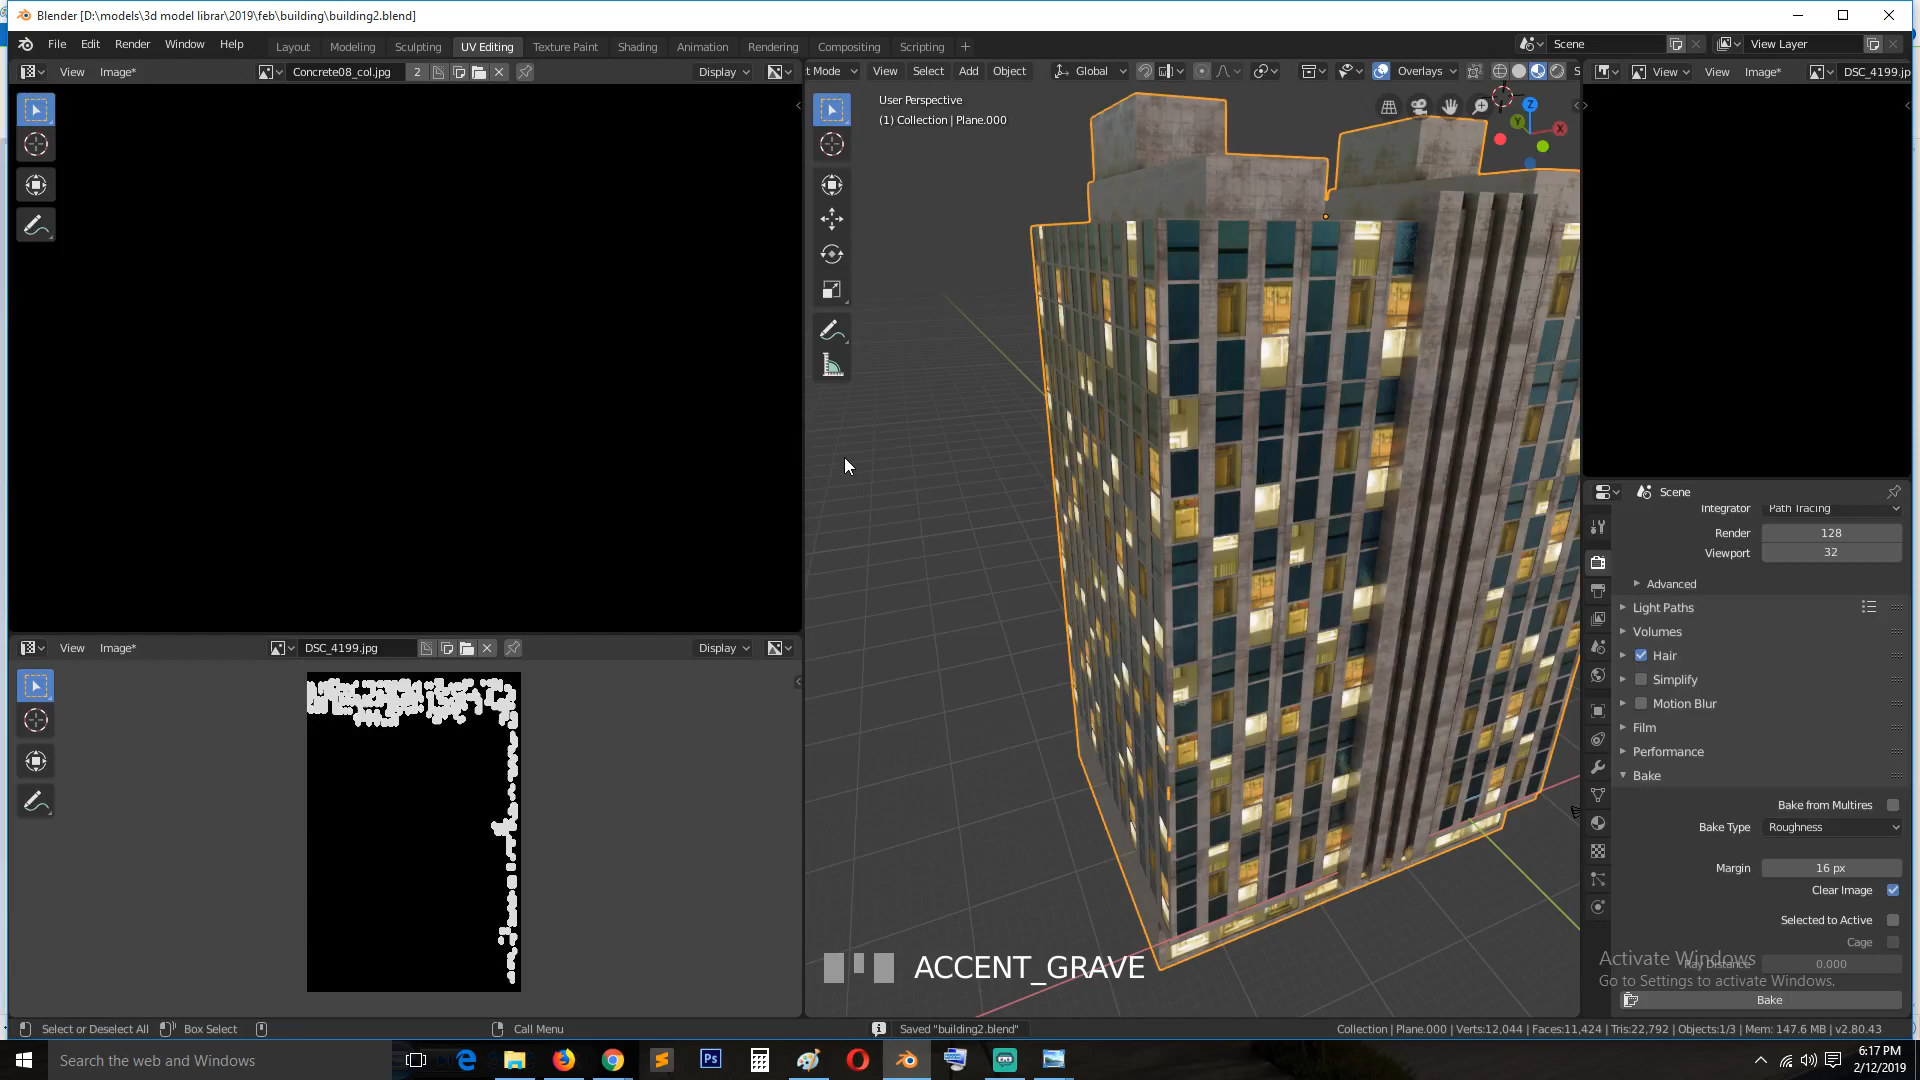 Blender [D:\models\3d model librar\2019\feb\building\building2.blend]
File Edit Render Window Help
Layout Modeling Sculpting UV Editing Texture Paint Shading Animation Rendering Compositing Scripting +
Scene
View Layer
View Image* Concrete08_col.jpg 2 Display
t Mode View Select Add Object Global Overlays S
View View Image* DSC_4199.jp
User Perspective
(1) Collection | Plane.000
Z
Y
X
Scene
Integrator Path Tracing
Render 128
Viewport 32
Advanced
Light Paths
Volumes
Hair
Simplify
Motion Blur
Film
Performance
Bake
Bake from Multires
Bake Type Roughness
Margin 16 px
Clear Image
Selected to Active
Cage
Ray Distance 0.000
Bake
Activate Windows
Go to Settings to activate Windows.
View Image* DSC_4199.jpg Display
ACCENT_GRAVE
Select or Deselect All Box Select Call Menu
Saved "building2.blend"
Collection | Plane.000 | Verts:12,044 | Faces:11,424 | Tris:22,792 | Objects:1/3 | Mem: 147.6 MB | v2.80.43
Search the web and Windows
Ps
6:17 PM
2/12/2019